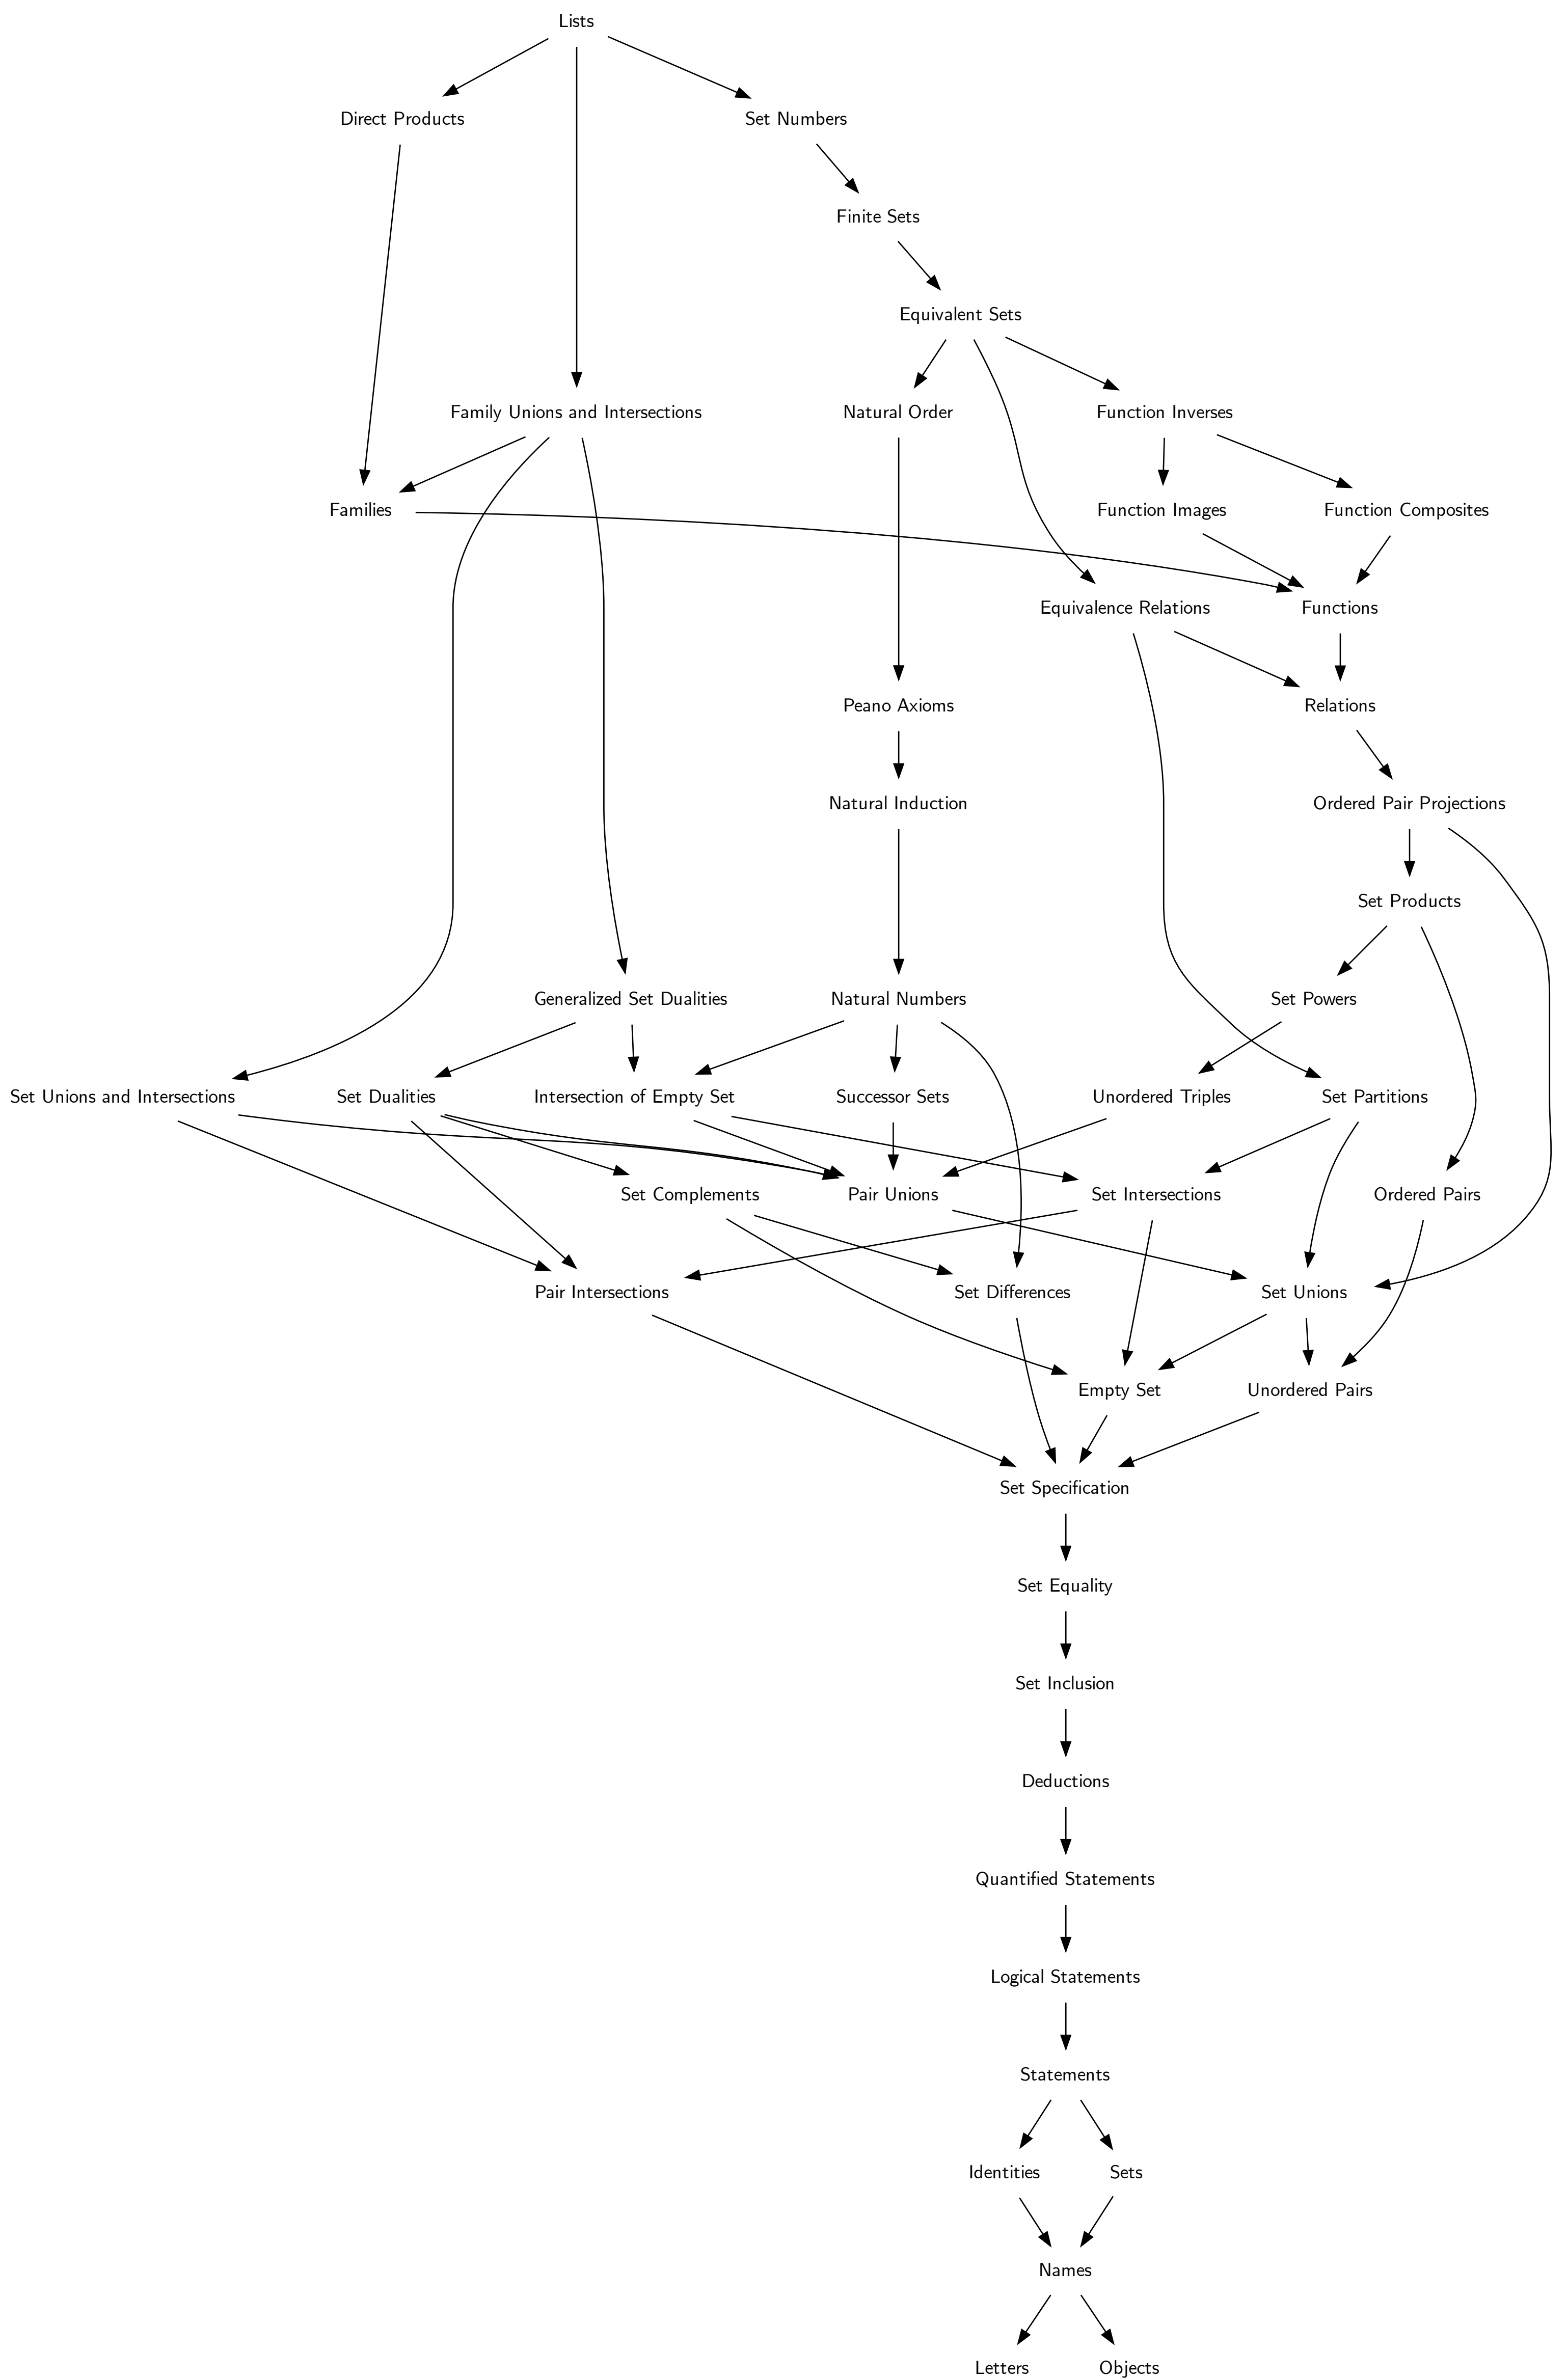 Lists
Direct Products
Set Numbers
Finite Sets
Equivalent Sets
Family Unions and Intersections
Natural Order
Function Inverses
Families
Function Images
Function Composites
Equivalence Relations
Functions
Peano Axioms
Relations
Natural Induction
Ordered Pair Projections
Set Products
Generalized Set Dualities
Natural Numbers
Set Powers
Set Unions and Intersections
Set Dualities
Intersection of Empty Set
Successor Sets
Unordered Triples
Set Partitions
Set Complements
Pair Unions
Set Intersections
Ordered Pairs
Pair Intersections
Set Differences
Set Unions
Empty Set
Unordered Pairs
Set Specification
Set Equality
Set Inclusion
Deductions
Quantified Statements
Logical Statements
Statements
Identities
Sets
Names
Letters
Objects